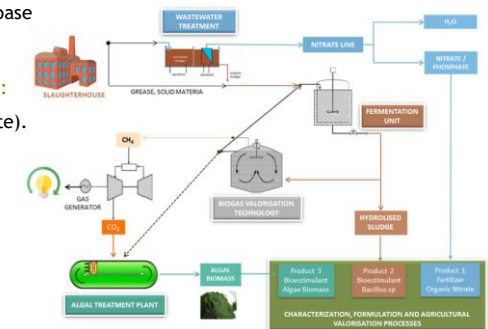 base
:
te).
WASTEWATER
TREATMENT
NITRATE LINE
H₂O
NITRATE /
PHOSPHATE
SLAUGHTERHOUSE
GREASE, SOLID MATERIA
FERMENTATION
UNIT
CH₄
GAS
GENERATOR
BIOGAS VALORISATION
TECHNOLOGY
HYDROLISED
SLUDGE
CO₂
ALGAL TREATMENT PLANT
ALGAL
BIOMASS
Product 3
Bioestimulant
Algae Biomass
Product 2
Bioestimulant
Bacillus sp
Product 1
Fertilizer
Organic Nitrate
CHARACTERIZATION, FORMULATION AND AGRICULTURAL
VALORISATION PROCESSES